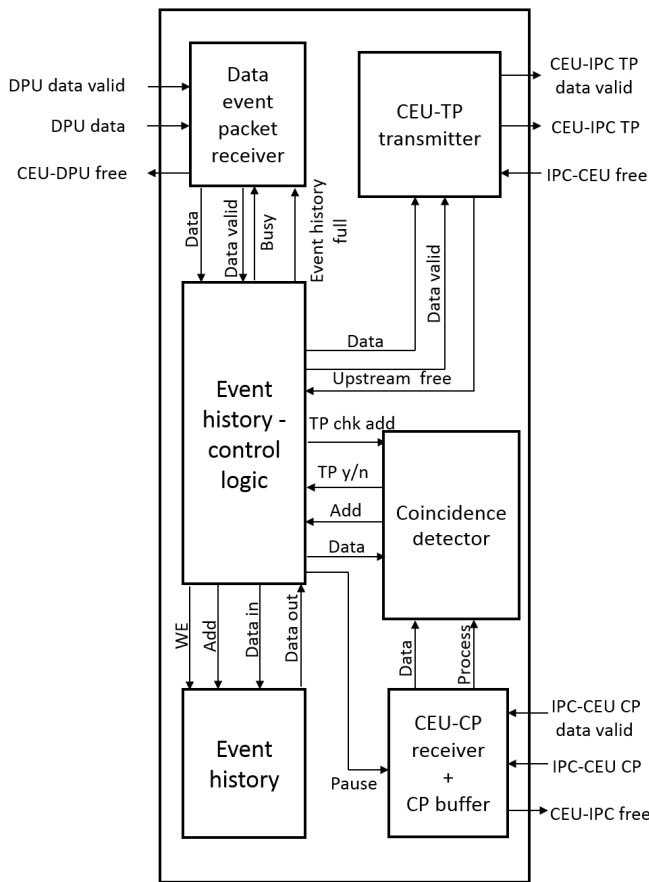 DPU data valid
DPU data
CEU-DPU free
Data
event
packet
receiver
CEU-TP
transmitter
CEU-IPC TP
data valid
CEU-IPC TP
IPC-CEU free
Data
Data valid
Busy
Event history
full
Data
Data valid
Upstream free
Event
history -
control
logic
TP chk add
TP y/n
Add
Data
Coincidence
detector
WE
Add
Data in
Data out
Data
Process
Event
history
Pause
CEU-CP
receiver
+
CP buffer
IPC-CEU CP
data valid
IPC-CEU CP
CEU-IPC free